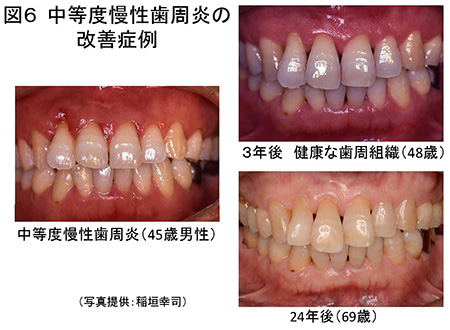 図6 中等度慢性歯周炎の
改善症例
3年後 健康な歯周組織(48歳)
中等度慢性歯周炎(45歳男性)
(写真提供:稲垣幸司)
24年後(69歳)